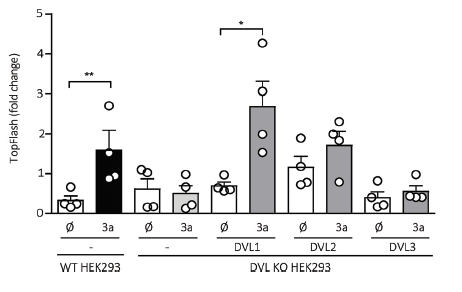 5
4
3
2
1
0
TopFlash (fold change)
**
*
Ø 3a Ø 3a Ø 3a Ø 3a Ø 3a
- - DVL1 DVL2 DVL3
WT HEK293 DVL KO HEK293